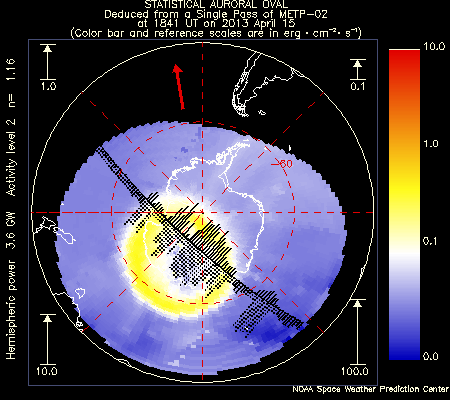 STATISTICAL AURORAL OVAL
Deduced from a Single Pass of METP-02
at 1841 UT on 2013 April 15
(Color bar and reference scales are in erg · cm⁻² · s⁻¹)
Hemispheric power 3.6 GW Activity level 2 n= 1.16
1.0
0.1
-60
10.0
100.0
10.0
1.0
0.1
0.0
NOAA Space Weather Prediction Center